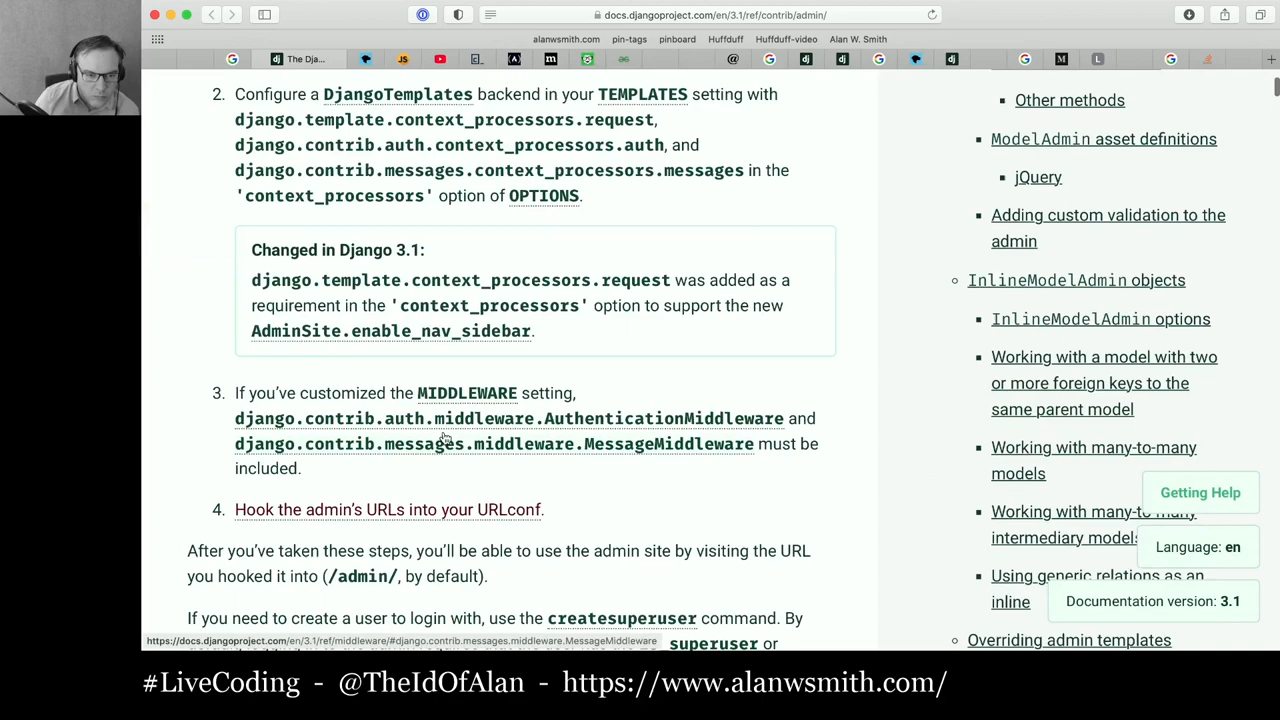 docs.djangoproject.com/en/3.1/ref/contrib/admin/
alanwsmith.com pin-tags pinboard Huffduff Huffduff-video Alan W. Smith
The Dja...
2. Configure a DjangoTemplates backend in your TEMPLATES setting with
django.template.context_processors.request,
django.contrib.auth.context_processors.auth, and
django.contrib.messages.context_processors.messages in the
'context_processors' option of OPTIONS.
Changed in Django 3.1:
django.template.context_processors.request was added as a
requirement in the 'context_processors' option to support the new
AdminSite.enable_nav_sidebar.
3. If you've customized the MIDDLEWARE setting,
django.contrib.auth.middleware.AuthenticationMiddleware and
django.contrib.messages.middleware.MessageMiddleware must be
included.
4. Hook the admin's URLs into your URLconf.
After you've taken these steps, you'll be able to use the admin site by visiting the URL
you hooked it into (/admin/, by default).
If you need to create a user to login with, use the createsuperuser command. By
superuser or
https://docs.djangoproject.com/en/3.1/ref/middleware/#django.contrib.messages.middleware.MessageMiddleware
Other methods
ModelAdmin asset definitions
jQuery
Adding custom validation to the
admin
InlineModelAdmin objects
InlineModelAdmin options
Working with a model with two
or more foreign keys to the
same parent model
Working with many-to-many
models
Working with many-to-many
intermediary models
Using generic relations as an
inline
Overriding admin templates
Getting Help
Language: en
Documentation version: 3.1
#LiveCoding - @TheIdOfAlan - https://www.alanwsmith.com/